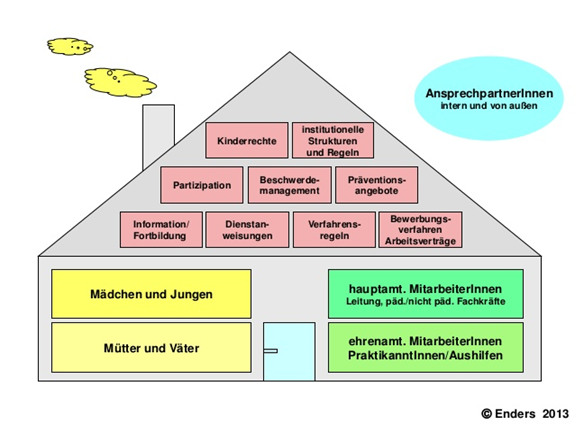 AnsprechpartnerInnen
intern und von außen
Kinderrechte
institutionelle
Strukturen
und Regeln
Partizipation
Beschwerde-
management
Präventions-
angebote
Information/
Fortbildung
Dienstan-
weisungen
Verfahrens-
regeln
Bewerbungs-
verfahren
Arbeitsverträge
Mädchen und Jungen
hauptamt. MitarbeiterInnen
Leitung, päd./nicht päd. Fachkräfte
Mütter und Väter
ehrenamt. MitarbeiterInnen
PraktikanntInnen/Aushilfen
© Enders 2013